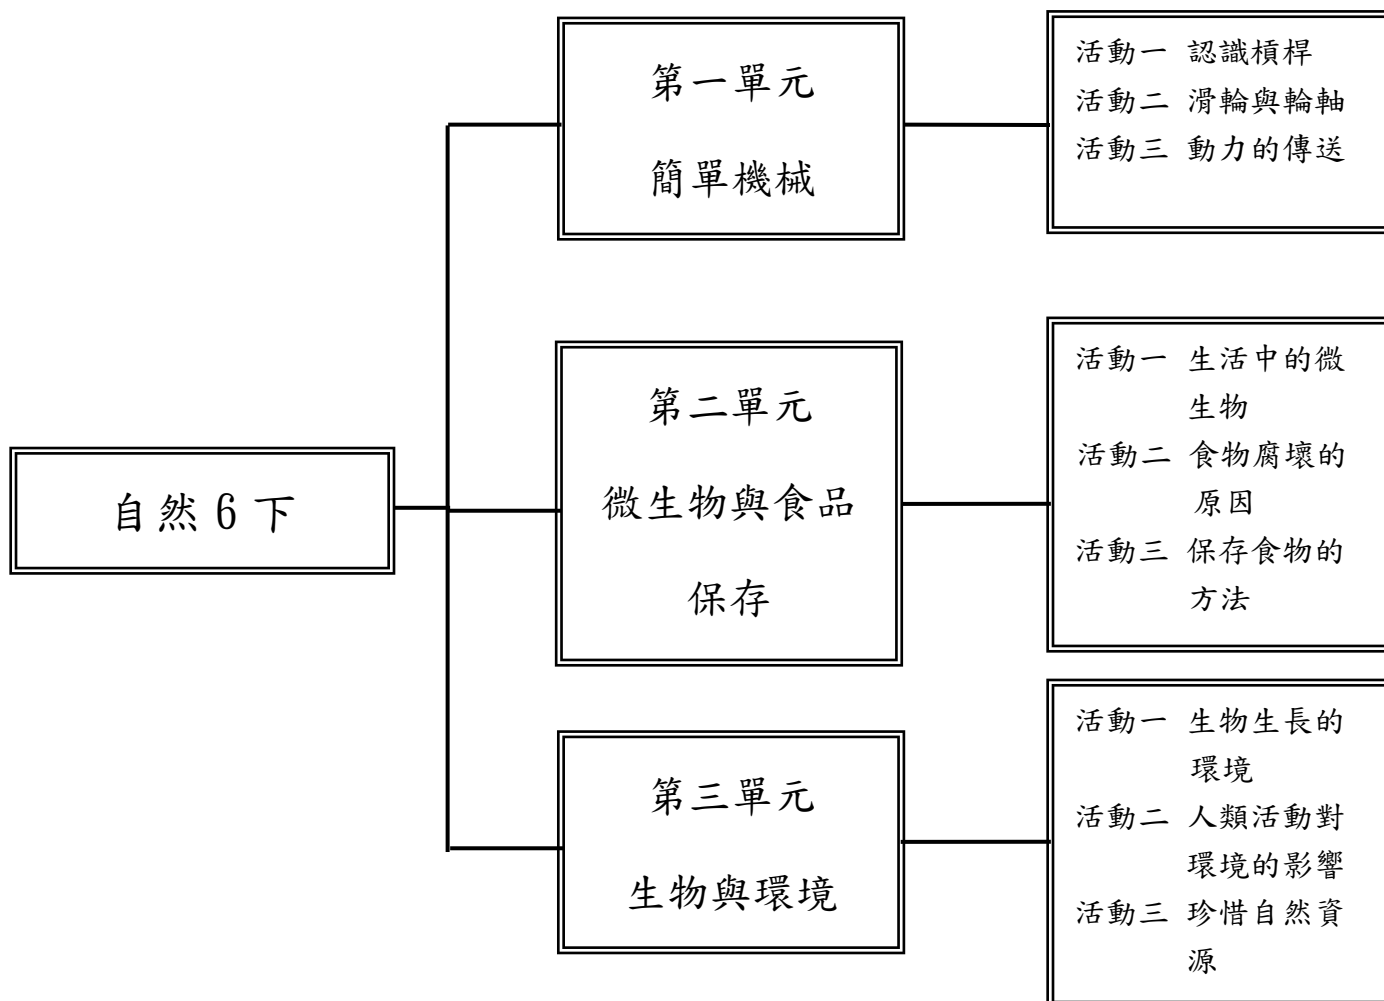 自然 6 下
第一單元
簡單機械
活動一 認識槓桿
活動二 滑輪與輪軸
活動三 動力的傳送
第二單元
微生物與食品
保存
活動一 生活中的微
生物
活動二 食物腐壞的
原因
活動三 保存食物的
方法
第三單元
生物與環境
活動一 生物生長的
環境
活動二 人類活動對
環境的影響
活動三 珍惜自然資
源